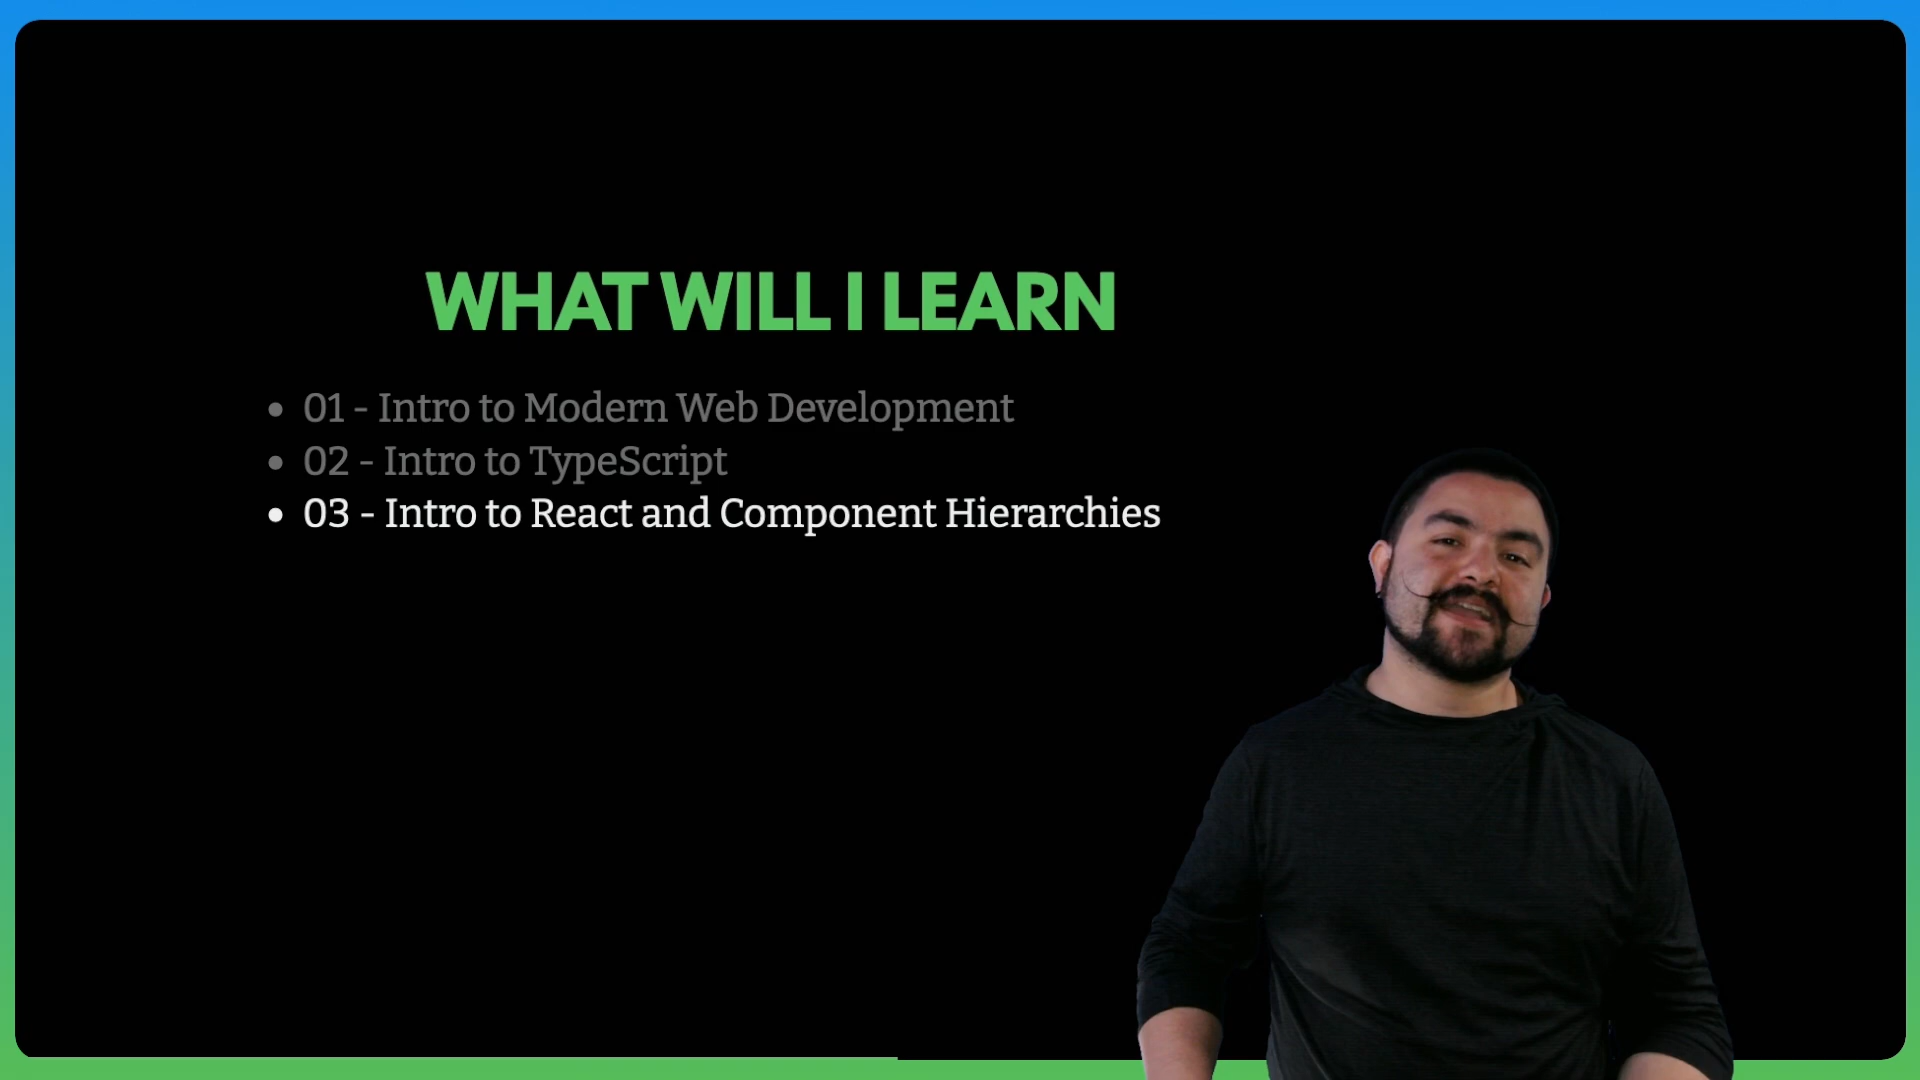 WHAT WILL I LEARN
• 01 - Intro to Modern Web Development
• 02 - Intro to TypeScript
• 03 - Intro to React and Component Hierarchies